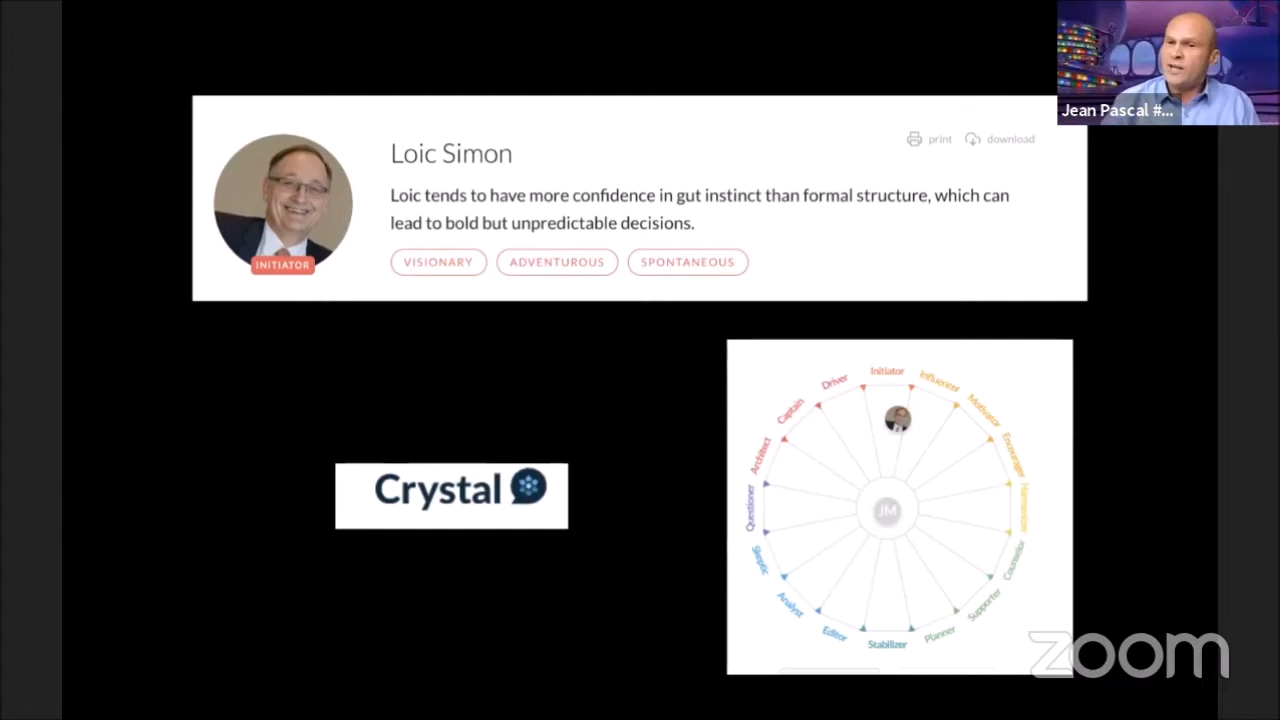 Jean Pascal #...
print
download
Loic Simon
Loic tends to have more confidence in gut instinct than formal structure, which can
lead to bold but unpredictable decisions.
INITIATOR
VISIONARY
ADVENTUROUS
SPONTANEOUS
Crystal
Initiator
Influencer
Motivator
Encourager
Harmonizer
Counselor
Supporter
Planner
Stabilizer
Editor
Analyst
Skeptic
Questioner
Architect
Captain
Driver
JM
zoom